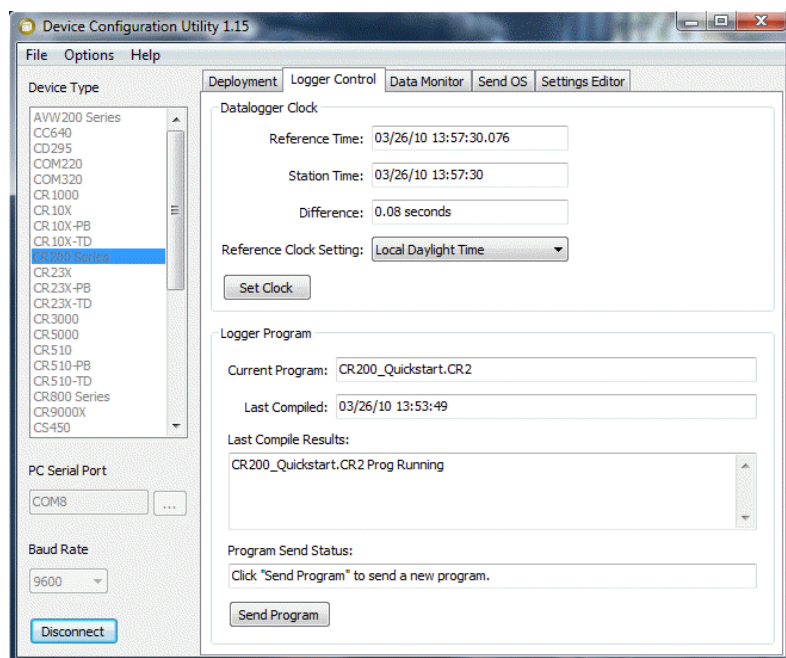 Device Configuration Utility 1.15
File Options Help
Device Type
AVW200 Series
CC640
CD295
COM220
COM320
CR1000
CR10X
CR10X-PB
CR10X-TD
CR200 Series
CR23X
CR23X-PB
CR23X-TD
CR3000
CR5000
CR510
CR510-PB
CR510-TD
CR800 Series
CR9000X
CS450
PC Serial Port
COM8
...
Baud Rate
9600
Disconnect
Deployment Logger Control Data Monitor Send OS Settings Editor
Datalogger Clock
Reference Time: 03/26/10 13:57:30.076
Station Time: 03/26/10 13:57:30
Difference: 0.08 seconds
Reference Clock Setting: Local Daylight Time
Set Clock
Logger Program
Current Program: CR200_Quickstart.CR2
Last Compiled: 03/26/10 13:53:49
Last Compile Results:
CR200_Quickstart.CR2 Prog Running
Program Send Status:
Click "Send Program" to send a new program.
Send Program